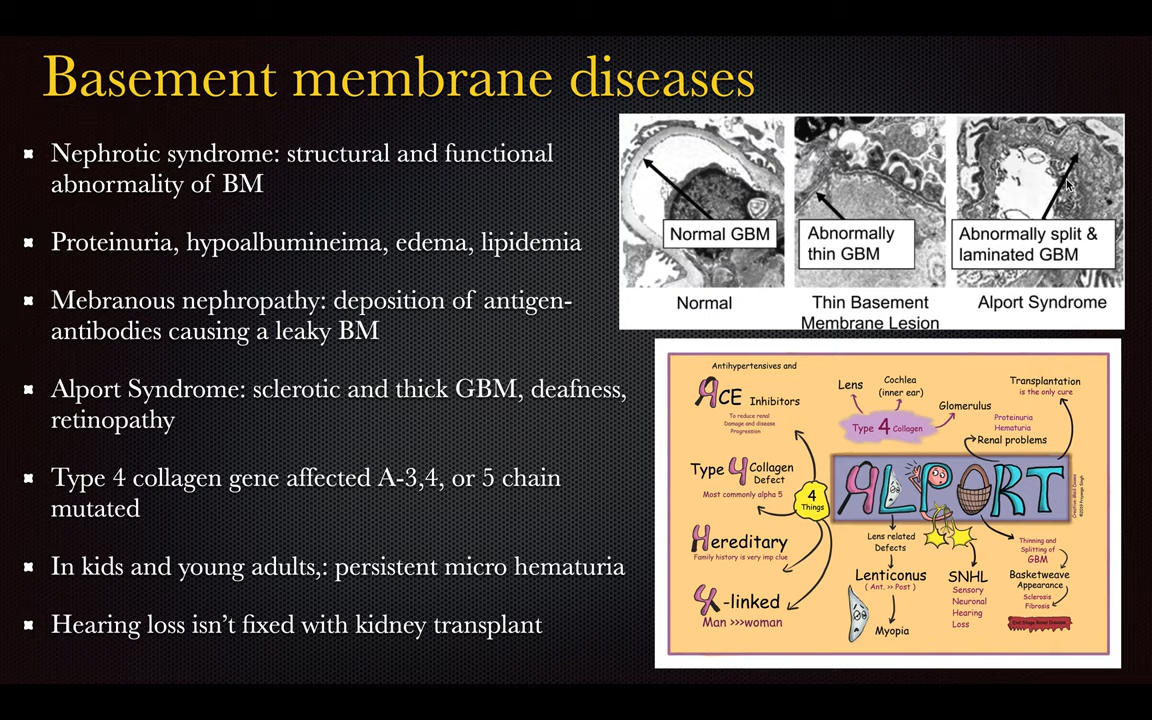 Basement membrane diseases
Nephrotic syndrome: structural and functional
abnormality of BM
Proteinuria, hypoalbumineima, edema, lipidemia
Mebranous nephropathy: deposition of antigen-
antibodies causing a leaky BM
Alport Syndrome: sclerotic and thick GBM, deafness,
retinopathy
Type 4 collagen gene affected A-3,4, or 5 chain
mutated
In kids and young adults,: persistent micro hematuria
Hearing loss isn't fixed with kidney transplant
Normal GBM
Abnormally
thin GBM
Abnormally split &
laminated GBM
Normal
Thin Basement
Membrane Lesion
Alport Syndrome
Antihypertensives and
ACE Inhibitors
To reduce renal
Damage and disease
Progression
Type 4 Collagen
Defect
Most commonly alpha 5
Hereditary
Family history is very imp clue
X-linked
Man >>>woman
4
Things
Lens
Cochlea
(inner ear)
Glomerulus
Type 4 Collagen
Transplantation
is the only cure
Proteinuria
Hematuria
Renal problems
ALPORT
Lens related
Defects
Lenticonus
( Ant. >> Post )
Myopia
SNHL
Sensory
Neuronal
Hearing
Loss
Thinning and
Splitting of
GBM
Basketweave
Appearance
Sclerosis
Fibrosis
End Stage Renal Disease